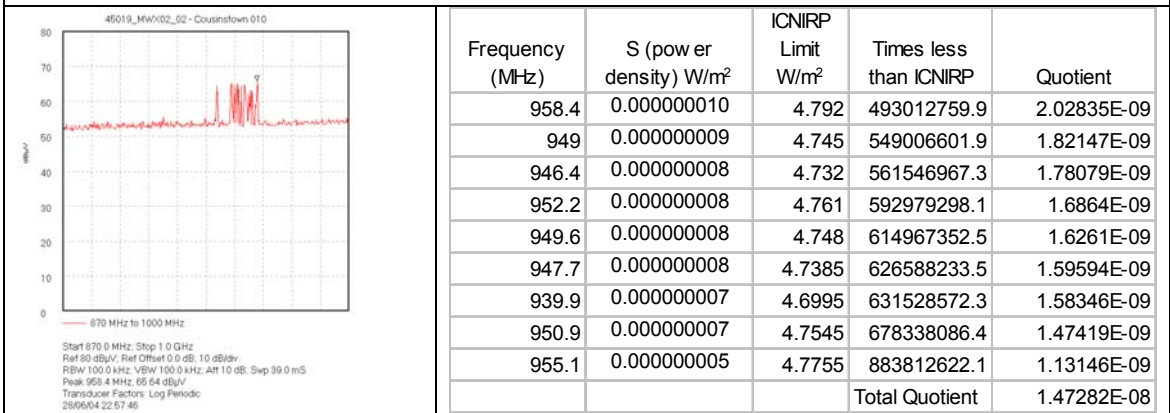 45019_MWX02_02 - Cousinstown 010
80
70
60
50
40
30
20
10
0
dBµV
870 MHz to 1000 MHz
Start 870.0 MHz; Stop 1.0 GHz
Ref 80 dBµV; Ref Offset 0.0 dB; 10 dB/div
RBW 100.0 kHz; VBW 100.0 kHz; Att 10 dB; Swp 39.0 mS
Peak 958.4 MHz, 65.64 dBµV
Transducer Factors: Log Periodic
28/06/04 22:57:46
Frequency (MHz) S (power density) W/m² ICNIRP Limit W/m² Times less than ICNIRP Quotient
958.4 0.000000010 4.792 493012759.9 2.02835E-09
949 0.000000009 4.745 549006601.9 1.82147E-09
946.4 0.000000008 4.732 561546967.3 1.78079E-09
952.2 0.000000008 4.761 592979298.1 1.6864E-09
949.6 0.000000008 4.748 614967352.5 1.6261E-09
947.7 0.000000008 4.7385 626588233.5 1.59594E-09
939.9 0.000000007 4.6995 631528572.3 1.58346E-09
950.9 0.000000007 4.7545 678338086.4 1.47419E-09
955.1 0.000000005 4.7755 883812622.1 1.13146E-09
Total Quotient 1.47282E-08